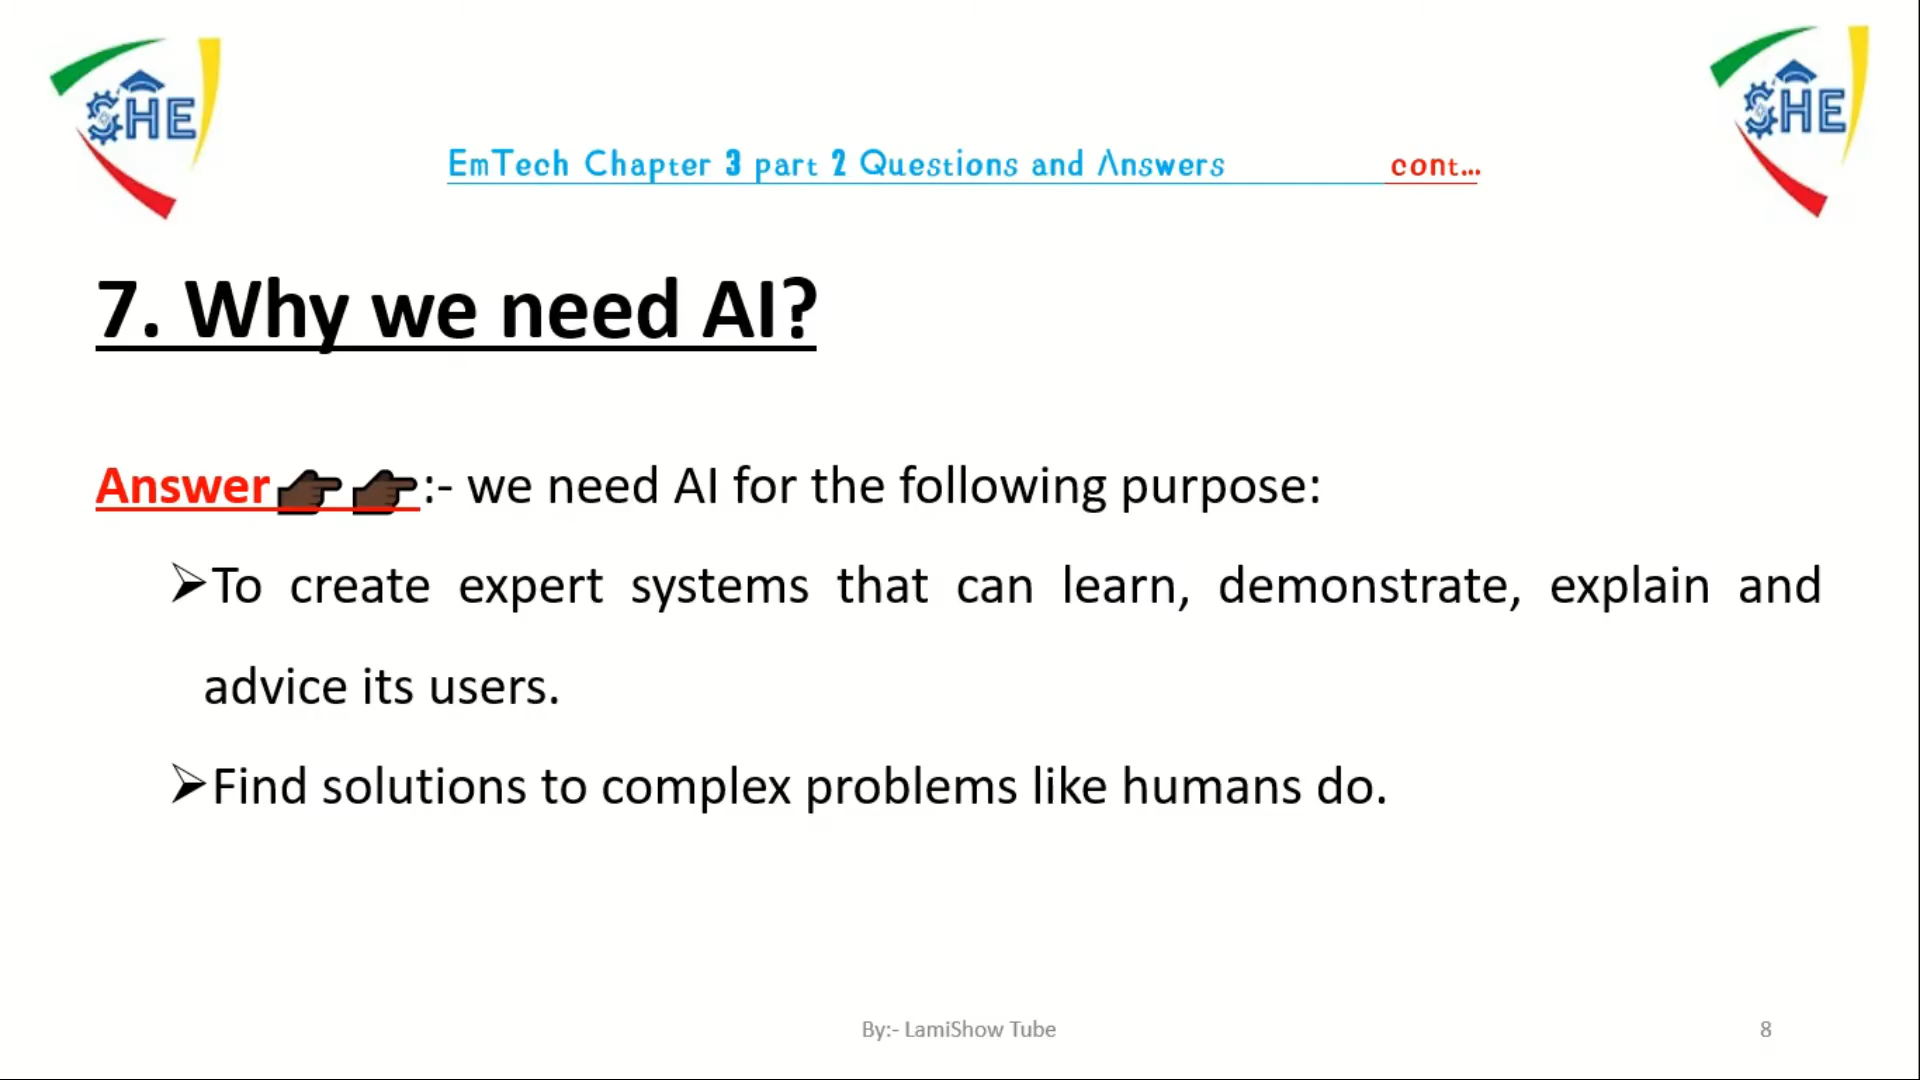 SHE
SHE
EmTech Chapter 3 part 2 Questions and Answers cont...
7. Why we need AI?
Answer👉🏿👉🏿:- we need AI for the following purpose:
➢To create expert systems that can learn, demonstrate, explain and
advice its users.
➢Find solutions to complex problems like humans do.
By:- LamiShow Tube
8